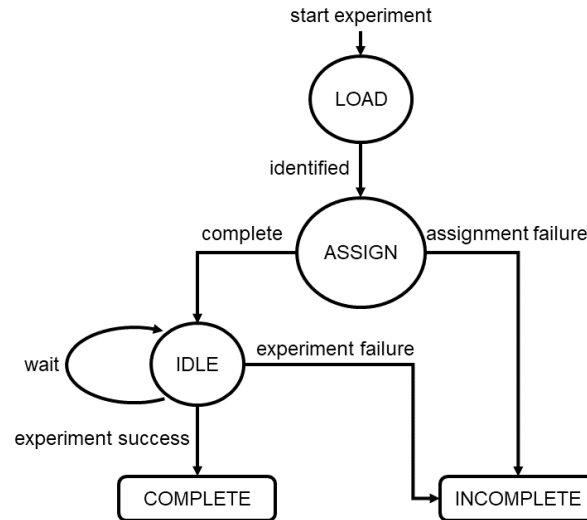 start experiment
LOAD
identified
complete
ASSIGN
assignment failure
wait
IDLE
experiment failure
experiment success
COMPLETE
INCOMPLETE